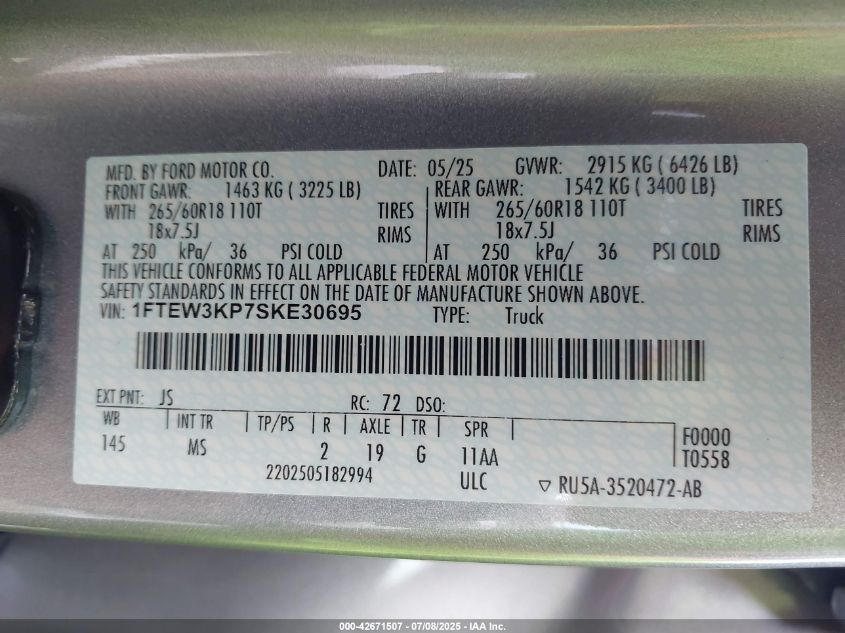 MFD. BY FORD MOTOR CO. DATE: 05/25 GVWR: 2915 KG ( 6426 LB)
FRONT GAWR: 1463 KG ( 3225 LB) REAR GAWR: 1542 KG ( 3400 LB)
WITH 265/60R18 110T TIRES WITH 265/60R18 110T TIRES
18x7.5J RIMS 18x7.5J RIMS
AT 250 kPa/ 36 PSI COLD AT 250 kPa/ 36 PSI COLD
THIS VEHICLE CONFORMS TO ALL APPLICABLE FEDERAL MOTOR VEHICLE
SAFETY STANDARDS IN EFFECT ON THE DATE OF MANUFACTURE SHOWN ABOVE.
VIN: 1FTEW3KP7SKE30695 TYPE: Truck
EXT PNT: JS RC: 72 DSO:
WB INT TR TP/PS R AXLE TR SPR F0000
145 MS 2 19 G 11AA T0558
2202505182994 ULC ▽ RU5A-3520472-AB
000-42671507 - 07/08/2025 - IAA Inc.